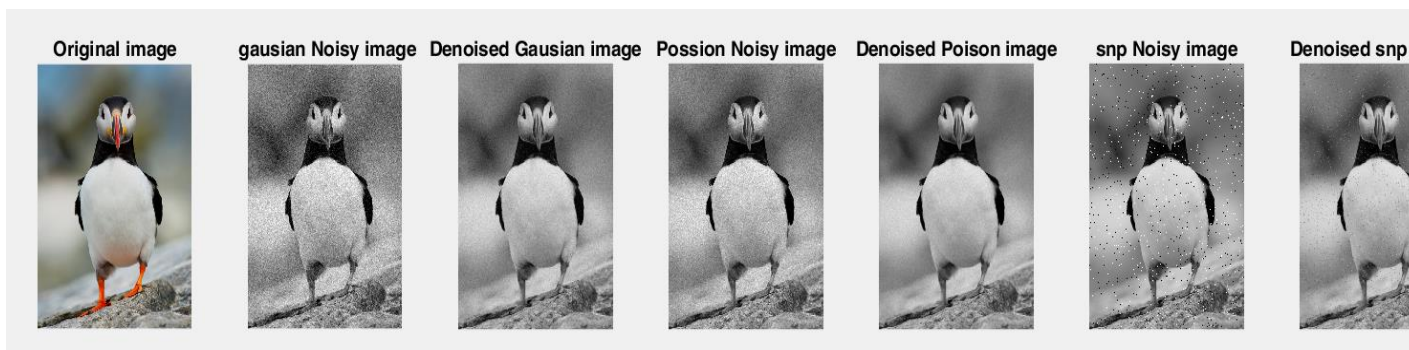 Original image
gausian Noisy image
Denoised Gausian image
Possion Noisy image
Denoised Poison image
snp Noisy image
Denoised snp